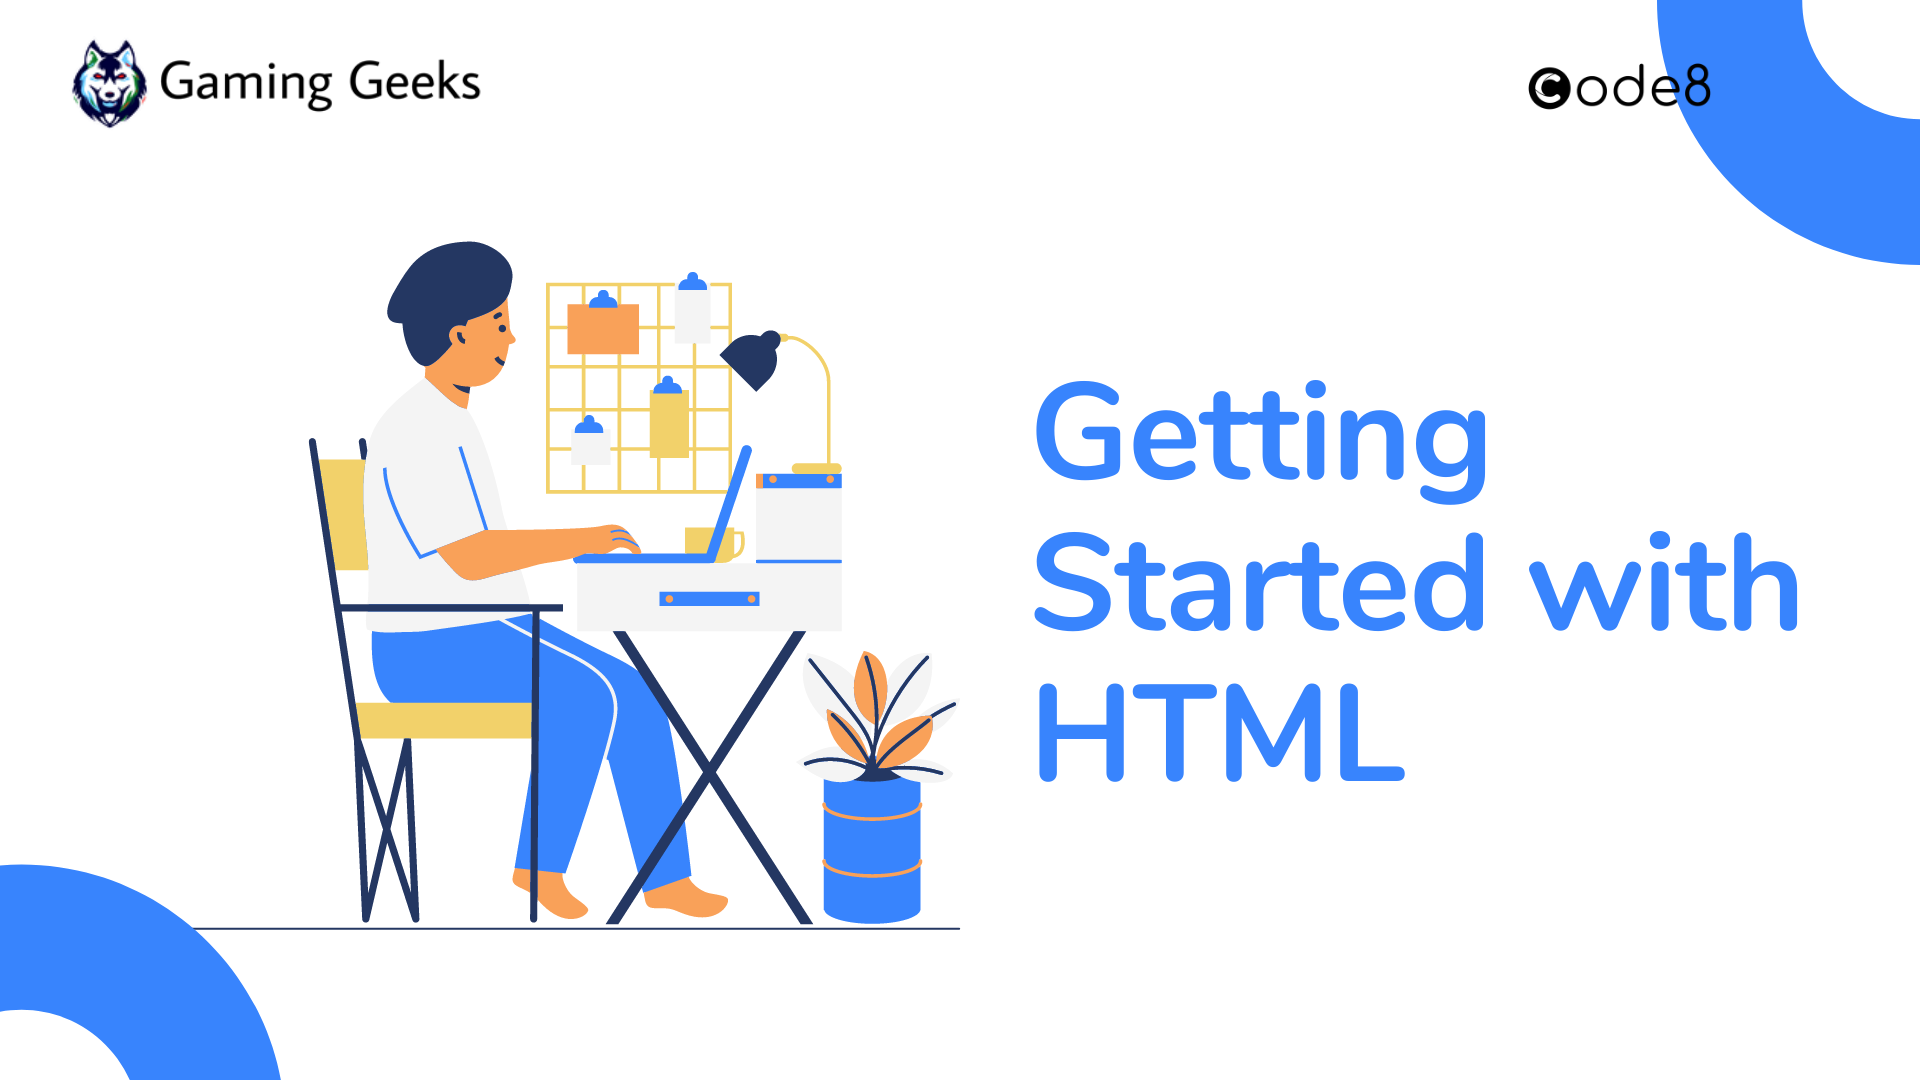 Gaming Geeks
Code8
Getting
Started with
HTML